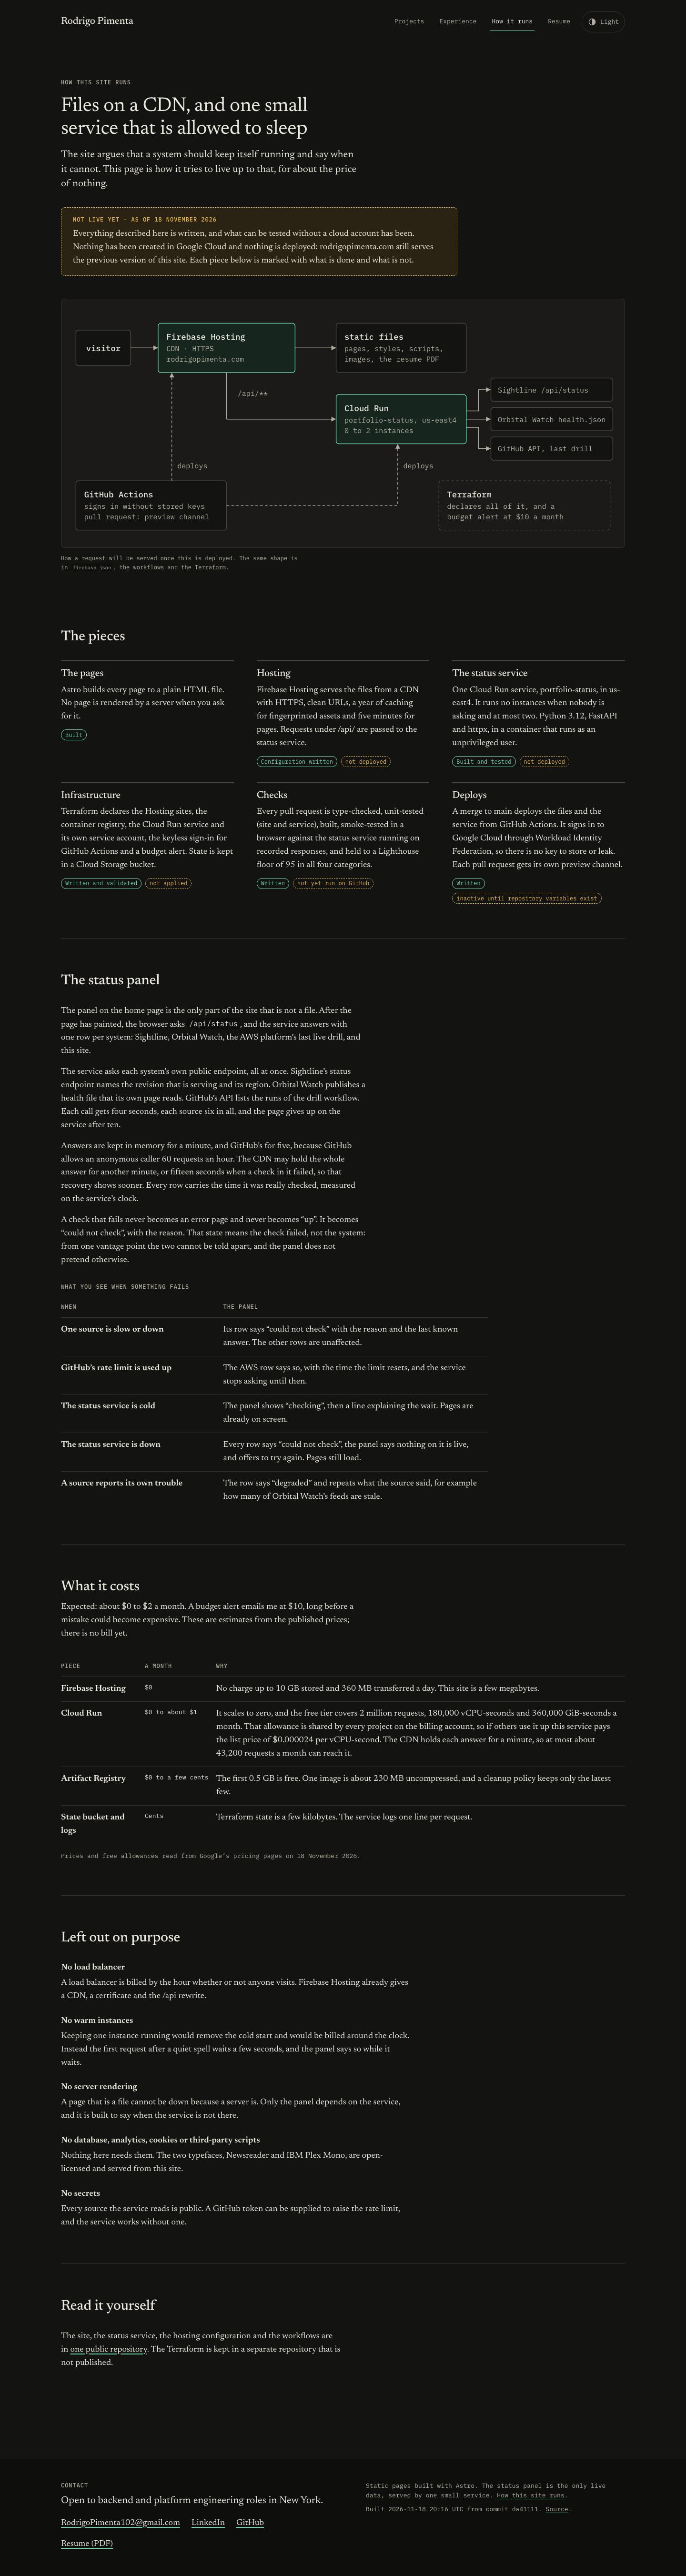 Rodrigo Pimenta
Projects
Experience
How it runs
Resume
Light
HOW THIS SITE RUNS
Files on a CDN, and one small
service that is allowed to sleep
The site argues that a system should keep itself running and say when
it cannot. This page is how it tries to live up to that, for about the price
of nothing.
NOT LIVE YET · AS OF 18 NOVEMBER 2026
Everything described here is written, and what can be tested without a cloud account has been.
Nothing has been created in Google Cloud and nothing is deployed: rodrigopimenta.com still serves
the previous version of this site. Each piece below is marked with what is done and what is not.
visitor
Firebase Hosting
CDN · HTTPS
rodrigopimenta.com
static files
pages, styles, scripts,
images, the resume PDF
/api/**
Cloud Run
portfolio-status, us-east4
0 to 2 instances
Sightline /api/status
Orbital Watch health.json
GitHub API, last drill
deploys
deploys
GitHub Actions
signs in without stored keys
pull request: preview channel
Terraform
declares all of it, and a
budget alert at $10 a month
How a request will be served once this is deployed. The same shape is
in firebase.json, the workflows and the Terraform.
The pieces
The pages
Astro builds every page to a plain HTML file.
No page is rendered by a server when you ask
for it.
Built
Hosting
Firebase Hosting serves the files from a CDN
with HTTPS, clean URLs, a year of caching
for fingerprinted assets and five minutes for
pages. Requests under /api/ are passed to the
status service.
Configuration written
not deployed
The status service
One Cloud Run service, portfolio-status, in us-
east4. It runs no instances when nobody is
asking and at most two. Python 3.12, FastAPI
and httpx, in a container that runs as an
unprivileged user.
Built and tested
not deployed
Infrastructure
Terraform declares the Hosting sites, the
container registry, the Cloud Run service and
its own service account, the keyless sign-in for
GitHub Actions and a budget alert. State is kept
in a Cloud Storage bucket.
Written and validated
not applied
Checks
Every pull request is type-checked, unit-tested
(site and service), built, smoke-tested in a
browser against the status service running on
recorded responses, and held to a Lighthouse
floor of 95 in all four categories.
Written
not yet run on GitHub
Deploys
A merge to main deploys the files and the
service from GitHub Actions. It signs in to
Google Cloud through Workload Identity
Federation, so there is no key to store or leak.
Each pull request gets its own preview channel.
Written
inactive until repository variables exist
The status panel
The panel on the home page is the only part of the site that is not a file. After the
page has painted, the browser asks /api/status, and the service answers with
one row per system: Sightline, Orbital Watch, the AWS platform's last live drill, and
this site.
The service asks each system's own public endpoint, all at once. Sightline's status
endpoint names the revision that is serving and its region. Orbital Watch publishes a
health file that its own page reads. GitHub's API lists the runs of the drill workflow.
Each call gets four seconds, each source six in all, and the page gives up on the
service after ten.
Answers are kept in memory for a minute, and GitHub's for five, because GitHub
allows an anonymous caller 60 requests an hour. The CDN may hold the whole
answer for another minute, or fifteen seconds when a check in it failed, so that
recovery shows sooner. Every row carries the time it was really checked, measured
on the service's clock.
A check that fails never becomes an error page and never becomes “up”. It becomes
“could not check”, with the reason. That state means the check failed, not the system:
from one vantage point the two cannot be told apart, and the panel does not
pretend otherwise.
WHAT YOU SEE WHEN SOMETHING FAILS
WHEN
THE PANEL
One source is slow or down
Its row says “could not check” with the reason and the last known
answer. The other rows are unaffected.
GitHub's rate limit is used up
The AWS row says so, with the time the limit resets, and the service
stops asking until then.
The status service is cold
The panel shows “checking”, then a line explaining the wait. Pages are
already on screen.
The status service is down
Every row says “could not check”, the panel says nothing on it is live,
and offers to try again. Pages still load.
A source reports its own trouble
The row says “degraded” and repeats what the source said, for example
how many of Orbital Watch's feeds are stale.
What it costs
Expected: about $0 to $2 a month. A budget alert emails me at $10, long before a
mistake could become expensive. These are estimates from the published prices;
there is no bill yet.
PIECE
A MONTH
WHY
Firebase Hosting
$0
No charge up to 10 GB stored and 360 MB transferred a day. This site is a few megabytes.
Cloud Run
$0 to about $1
It scales to zero, and the free tier covers 2 million requests, 180,000 vCPU-seconds and 360,000 GiB-seconds a
month. That allowance is shared by every project on the billing account, so if others use it up this service pays
the list price of $0.000024 per vCPU-second. The CDN holds each answer for a minute, so at most about
43,200 requests a month can reach it.
Artifact Registry
$0 to a few cents
The first 0.5 GB is free. One image is about 230 MB uncompressed, and a cleanup policy keeps only the latest
few.
State bucket and
logs
Cents
Terraform state is a few kilobytes. The service logs one line per request.
Prices and free allowances read from Google's pricing pages on 18 November 2026.
Left out on purpose
No load balancer
A load balancer is billed by the hour whether or not anyone visits. Firebase Hosting already gives
a CDN, a certificate and the /api rewrite.
No warm instances
Keeping one instance running would remove the cold start and would be billed around the clock.
Instead the first request after a quiet spell waits a few seconds, and the panel says so while it
waits.
No server rendering
A page that is a file cannot be down because a server is. Only the panel depends on the service,
and it is built to say when the service is not there.
No database, analytics, cookies or third-party scripts
Nothing here needs them. The two typefaces, Newsreader and IBM Plex Mono, are open-
licensed and served from this site.
No secrets
Every source the service reads is public. A GitHub token can be supplied to raise the rate limit,
and the service works without one.
Read it yourself
The site, the status service, the hosting configuration and the workflows are
in one public repository. The Terraform is kept in a separate repository that is
not published.
CONTACT
Open to backend and platform engineering roles in New York.
RodrigoPimenta102@gmail.com
LinkedIn
GitHub
Resume (PDF)
Static pages built with Astro. The status panel is the only live
data, served by one small service. How this site runs.
Built 2026-11-18 20:16 UTC from commit da41111. Source.